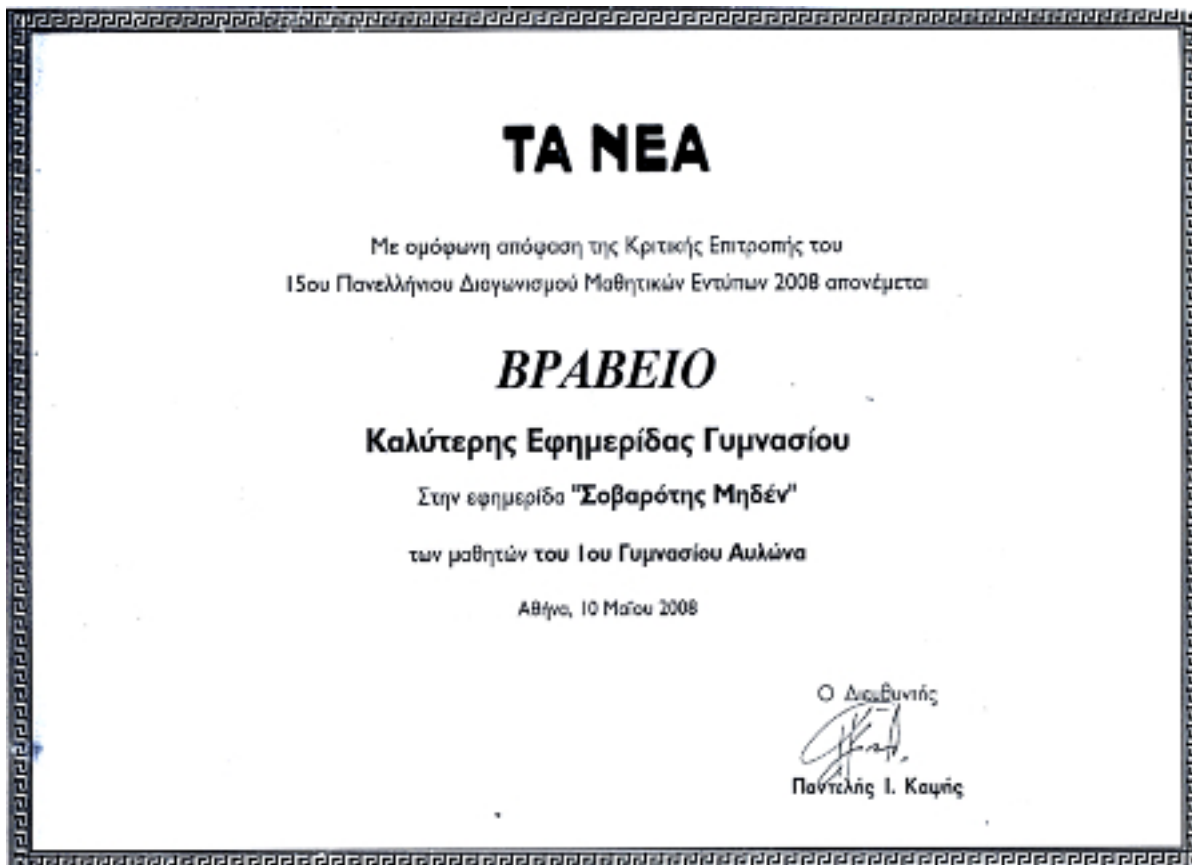 ΤΑ ΝΕΑ
Με ομόφωνη απόφαση της Κριτικής Επιτροπής του
15ου Πανελλήνιου Διαγωνισμού Μαθητικών Εντύπων 2008 απονέμεται
ΒΡΑΒΕΙΟ
Καλύτερης Εφημερίδας Γυμνασίου
Στην εφημερίδα "Σοβαρότης Μηδέν"
των μαθητών του 1ου Γυμνασίου Αυλώνα
Αθήνα, 10 Μαΐου 2008
Ο Διευθυντής
Παντελής Ι. Καψής